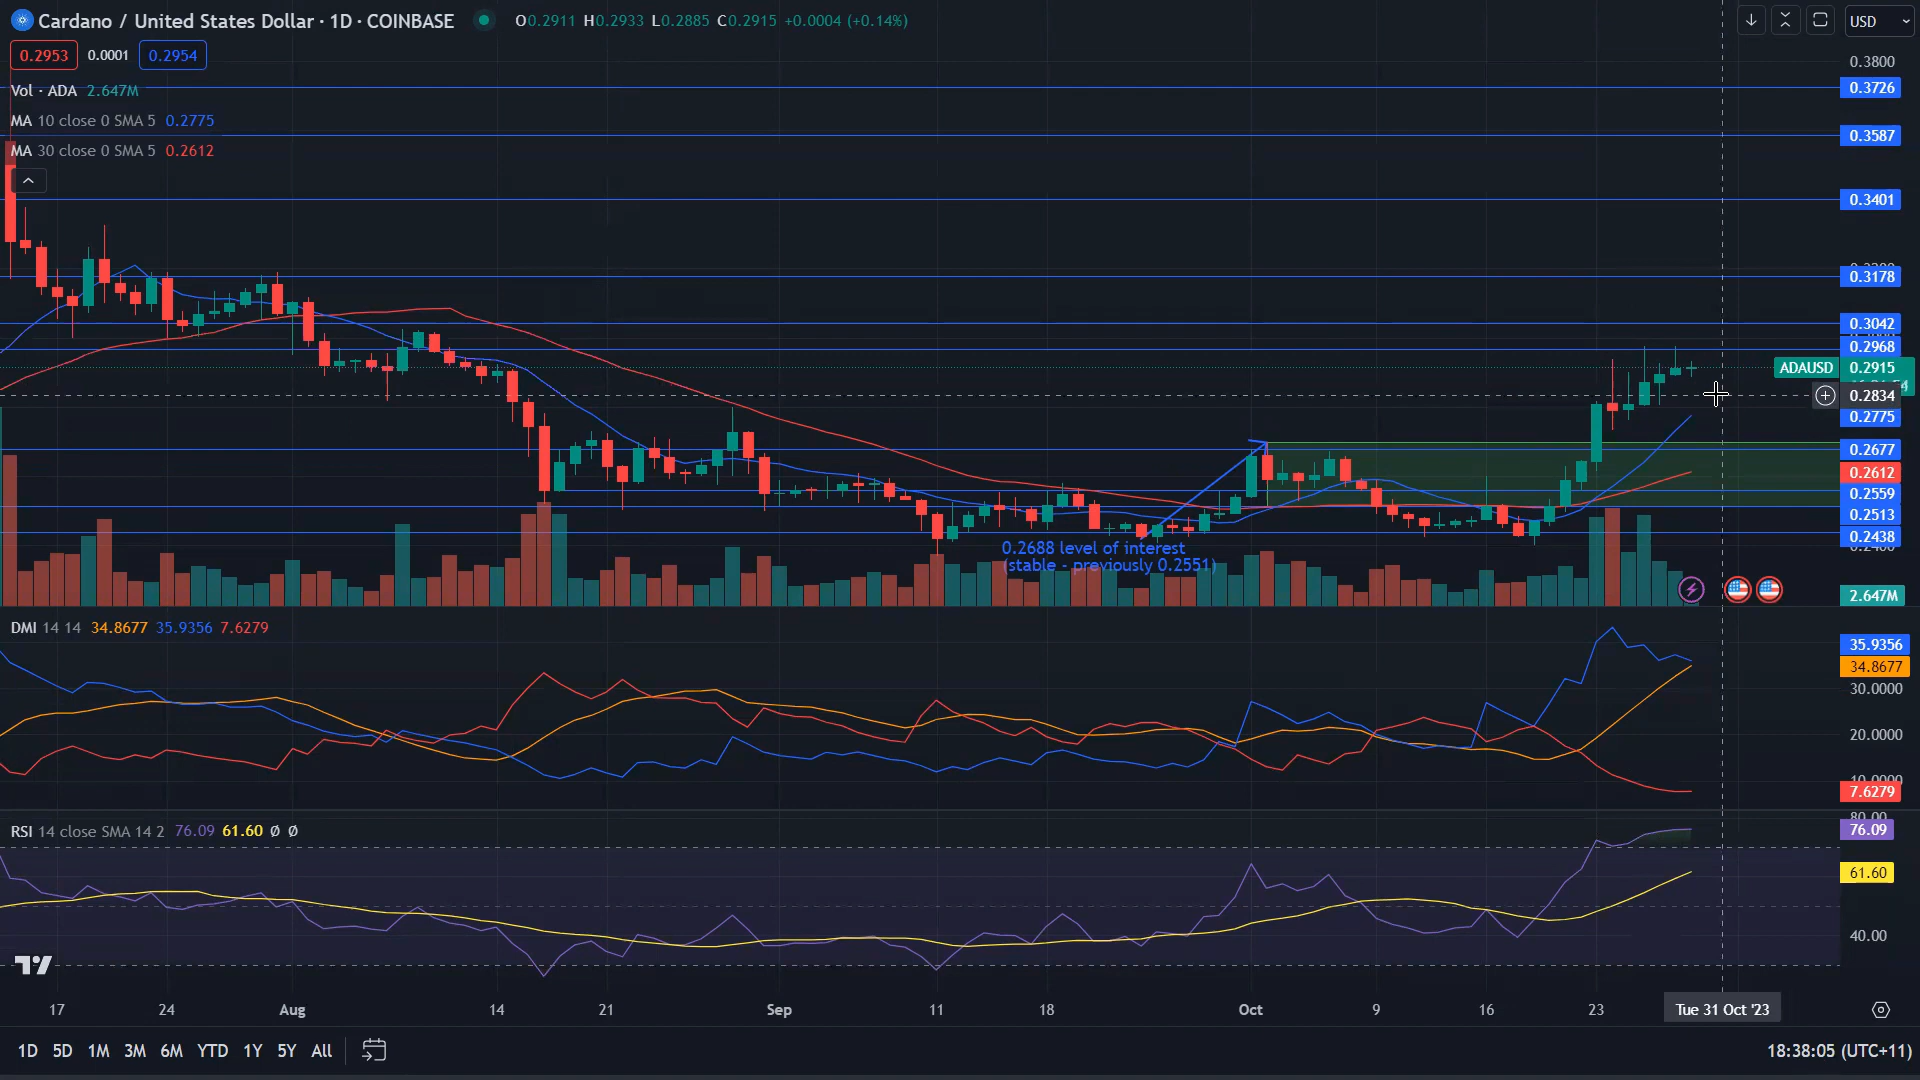 Cardano / United States Dollar · 1D · COINBASE O0.2911 H0.2933 L0.2885 C0.2915 +0.0004 (+0.14%)
USD
0.2953 0.0001 0.2954
Vol · ADA 2.647M
MA 10 close 0 SMA 5 0.2775
MA 30 close 0 SMA 5 0.2612
0.3800
0.3726
0.3587
0.3401
0.3178
0.3042
0.2968
ADAUSD 0.2915
0.2834
0.2775
0.2677
0.2612
0.2559
0.2513
0.2438
0.2688 level of interest
(stable - previously 0.2551)
2.647M
DMI 14 14 34.8677 35.9356 7.6279
35.9356
34.8677
30.0000
20.0000
10.0000
7.6279
RSI 14 close SMA 14 2 76.09 61.60 Ø Ø
80.00
76.09
61.60
40.00
17 24 Aug 14 21 Sep 11 18 Oct 9 16 23 Tue 31 Oct '23
1D 5D 1M 3M 6M YTD 1Y 5Y All 18:38:05 (UTC+11)